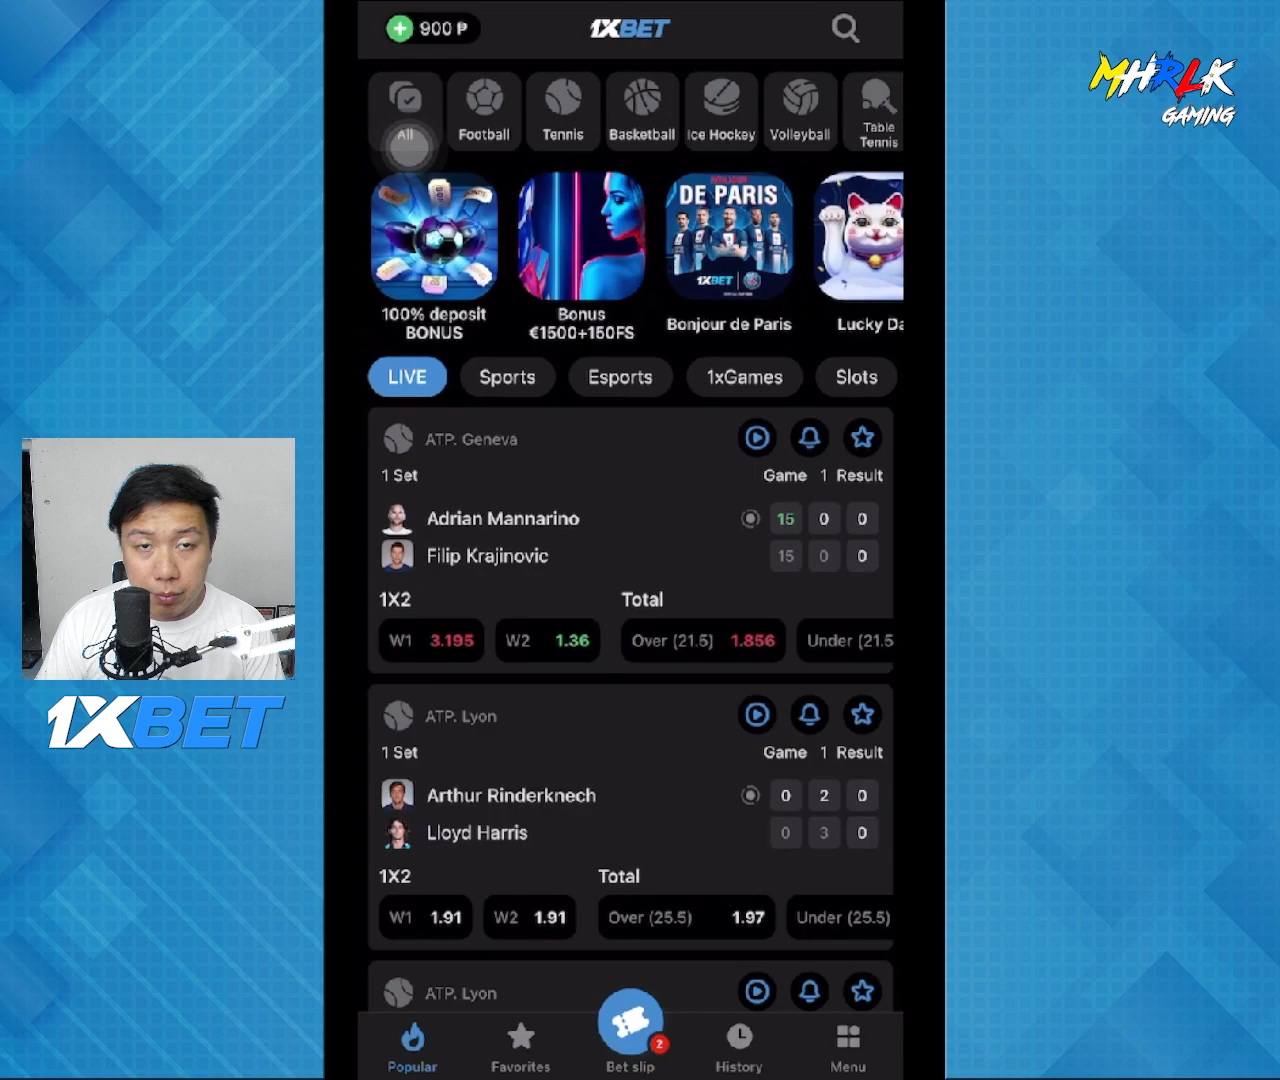 900 ₱
1XBET
MHRLK
GAMING
All
Football
Tennis
Basketball
Ice Hockey
Volleyball
Table
Tennis
DE PARIS
1XBET
100% deposit
BONUS
Bonus
€1500+150FS
Bonjour de Paris
Lucky Da
LIVE
Sports
Esports
1xGames
Slots
ATP. Geneva
1 Set
Game 1 Result
Adrian Mannarino 15 0 0
Filip Krajinovic 15 0 0
1X2
Total
W1 3.195
W2 1.36
Over (21.5) 1.856
Under (21.5
1XBET
ATP. Lyon
1 Set
Game 1 Result
Arthur Rinderknech 0 2 0
Lloyd Harris 0 3 0
1X2
Total
W1 1.91
W2 1.91
Over (25.5) 1.97
Under (25.5)
ATP. Lyon
2
Popular
Favorites
Bet slip
History
Menu